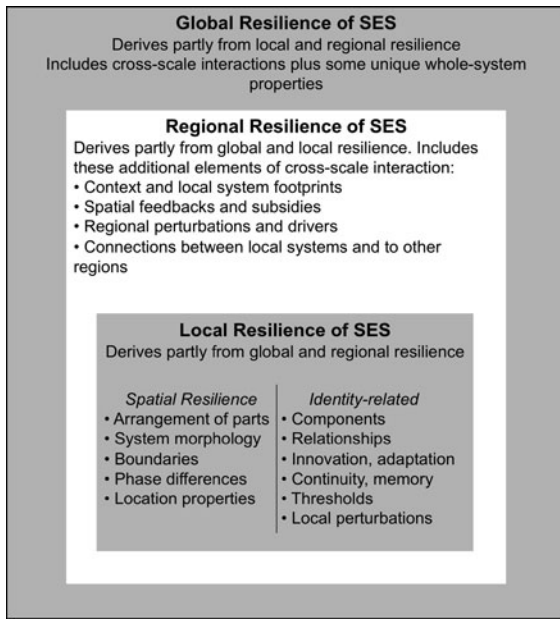 Global Resilience of SES
Derives partly from local and regional resilience
Includes cross-scale interactions plus some unique whole-system
properties
Regional Resilience of SES
Derives partly from global and local resilience. Includes
these additional elements of cross-scale interaction:
• Context and local system footprints
• Spatial feedbacks and subsidies
• Regional perturbations and drivers
• Connections between local systems and to other
regions
Local Resilience of SES
Derives partly from global and regional resilience
Spatial Resilience
• Arrangement of parts
• System morphology
• Boundaries
• Phase differences
• Location properties
Identity-related
• Components
• Relationships
• Innovation, adaptation
• Continuity, memory
• Thresholds
• Local perturbations